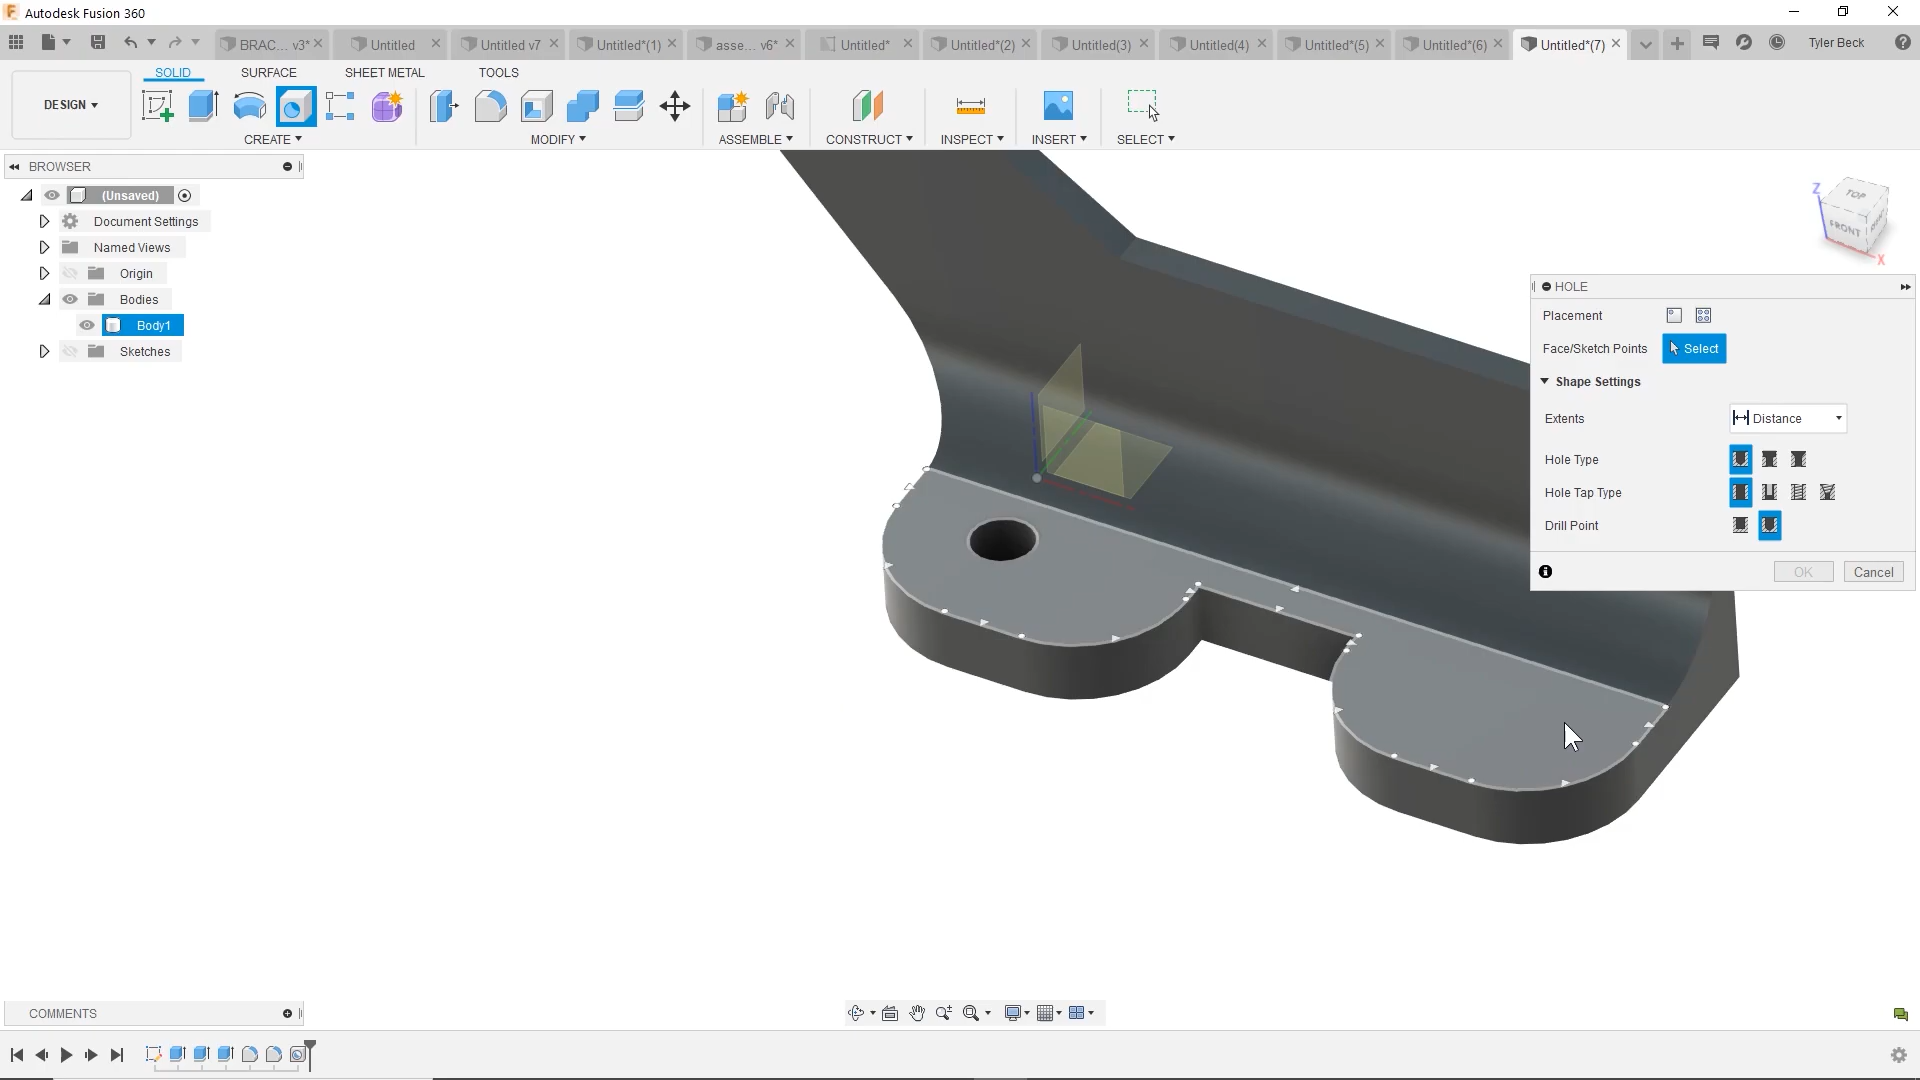 Autodesk Fusion 360
BRAC... v3*
Untitled
Untitled v7
Untitled*(1)
asse... v6*
Untitled*
Untitled*(2)
Untitled(3)
Untitled(4)
Untitled*(5)
Untitled*(6)
Untitled*(7)
Tyler Beck
SOLID
SURFACE
SHEET METAL
TOOLS
DESIGN
CREATE
MODIFY
ASSEMBLE
CONSTRUCT
INSPECT
INSERT
SELECT
BROWSER
(Unsaved)
Document Settings
Named Views
Origin
Bodies
Body1
Sketches
Z
TOP
FRONT
X
HOLE
Placement
Face/Sketch Points
Select
Shape Settings
Extents
Distance
Hole Type
Hole Tap Type
Drill Point
OK
Cancel
COMMENTS